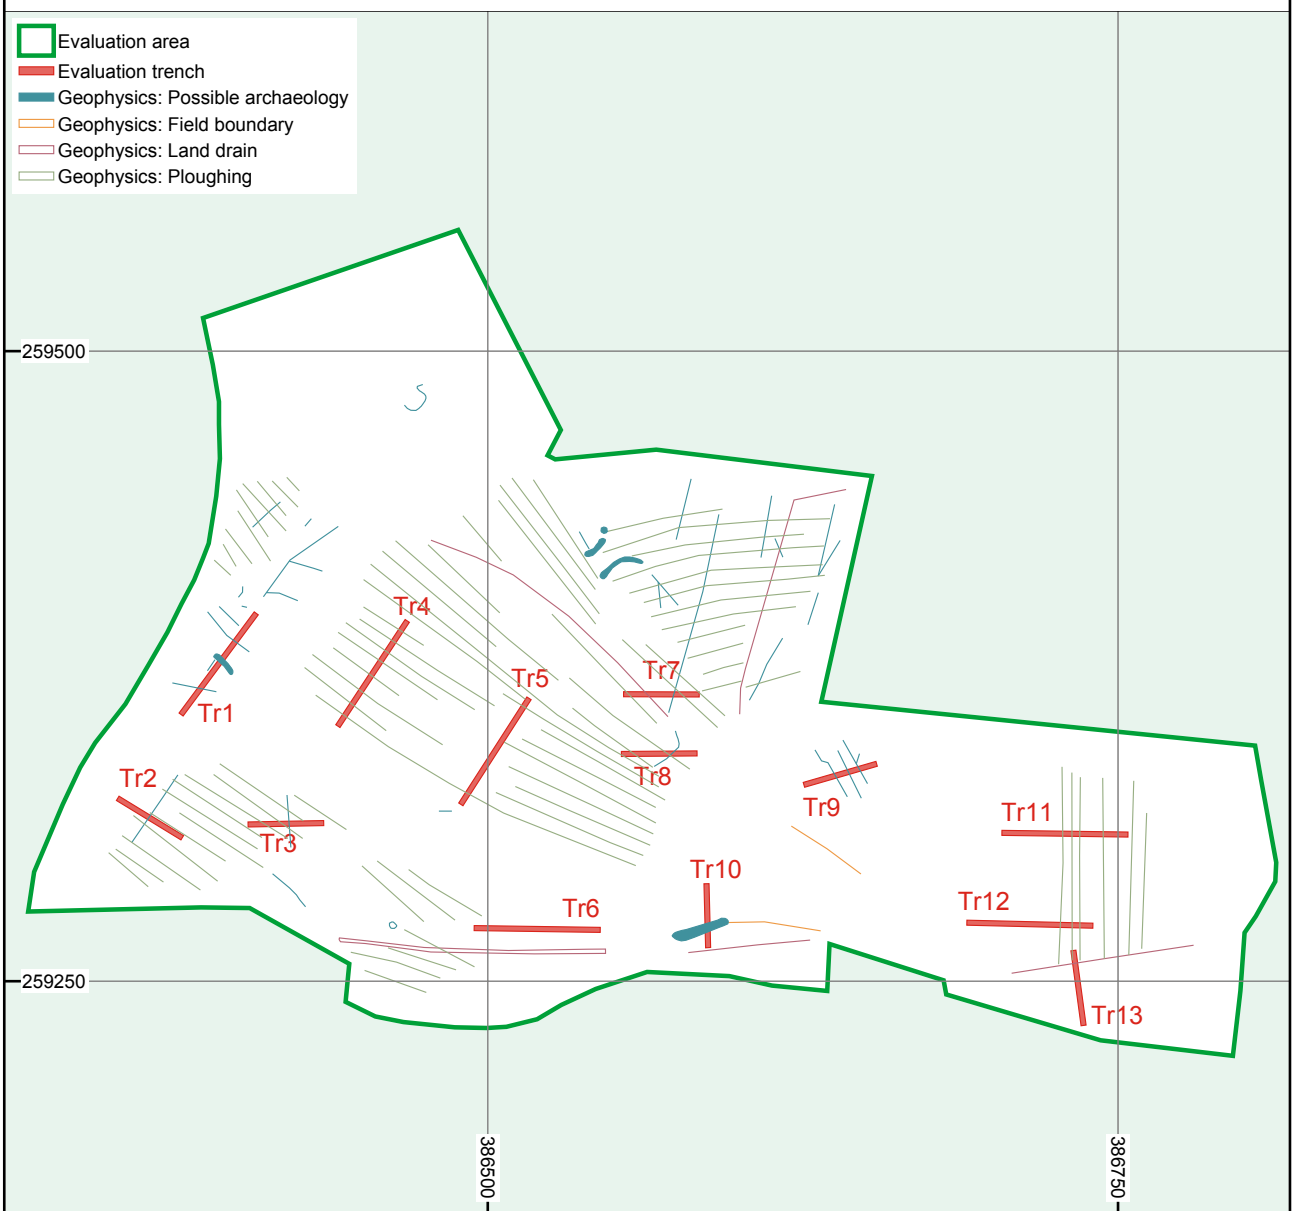 Evaluation area
Evaluation trench
Geophysics: Possible archaeology
Geophysics: Field boundary
Geophysics: Land drain
Geophysics: Ploughing
259500
Tr4
Tr7
Tr5
Tr1
Tr8
Tr2
Tr9
Tr3
Tr11
Tr10
Tr12
Tr6
259250
Tr13
386500
386750